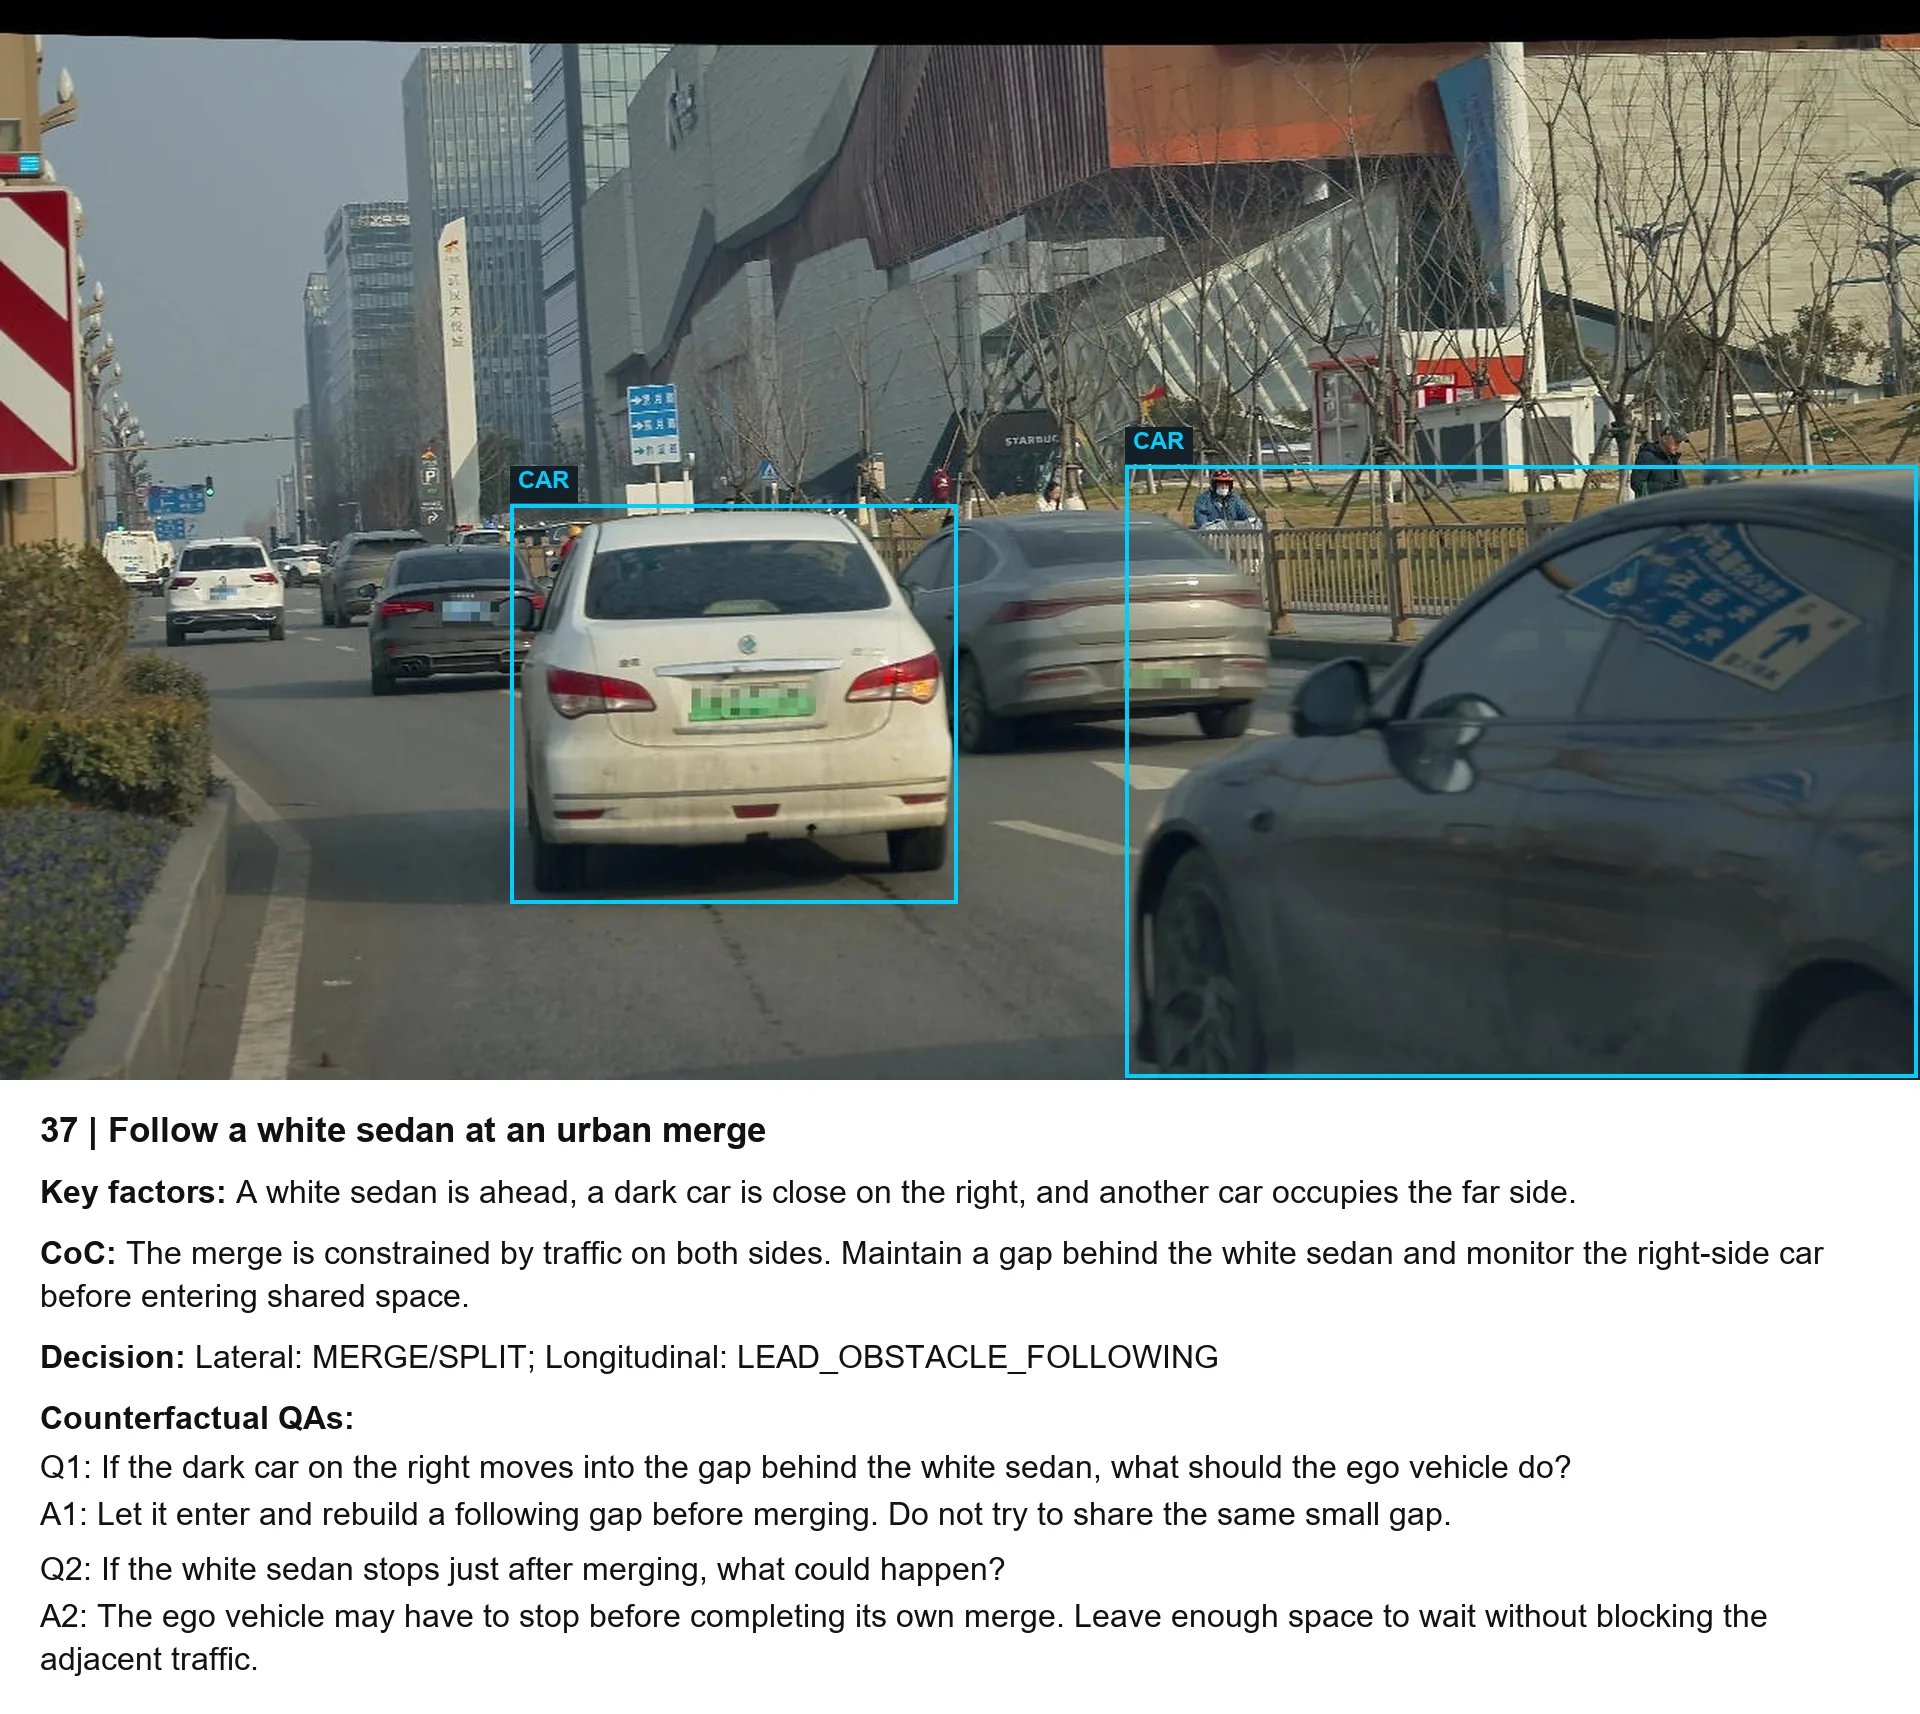 武汉大悦城
P
STARBUC
CAR
CAR
37 | Follow a white sedan at an urban merge
Key factors: A white sedan is ahead, a dark car is close on the right, and another car occupies the far side.
CoC: The merge is constrained by traffic on both sides. Maintain a gap behind the white sedan and monitor the right-side car
before entering shared space.
Decision: Lateral: MERGE/SPLIT; Longitudinal: LEAD_OBSTACLE_FOLLOWING
Counterfactual QAs:
Q1: If the dark car on the right moves into the gap behind the white sedan, what should the ego vehicle do?
A1: Let it enter and rebuild a following gap before merging. Do not try to share the same small gap.
Q2: If the white sedan stops just after merging, what could happen?
A2: The ego vehicle may have to stop before completing its own merge. Leave enough space to wait without blocking the
adjacent traffic.